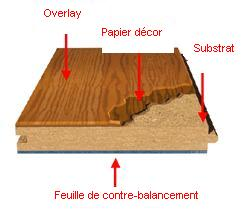 Overlay
Papier décor
Substrat
Feuille de contre-balancement